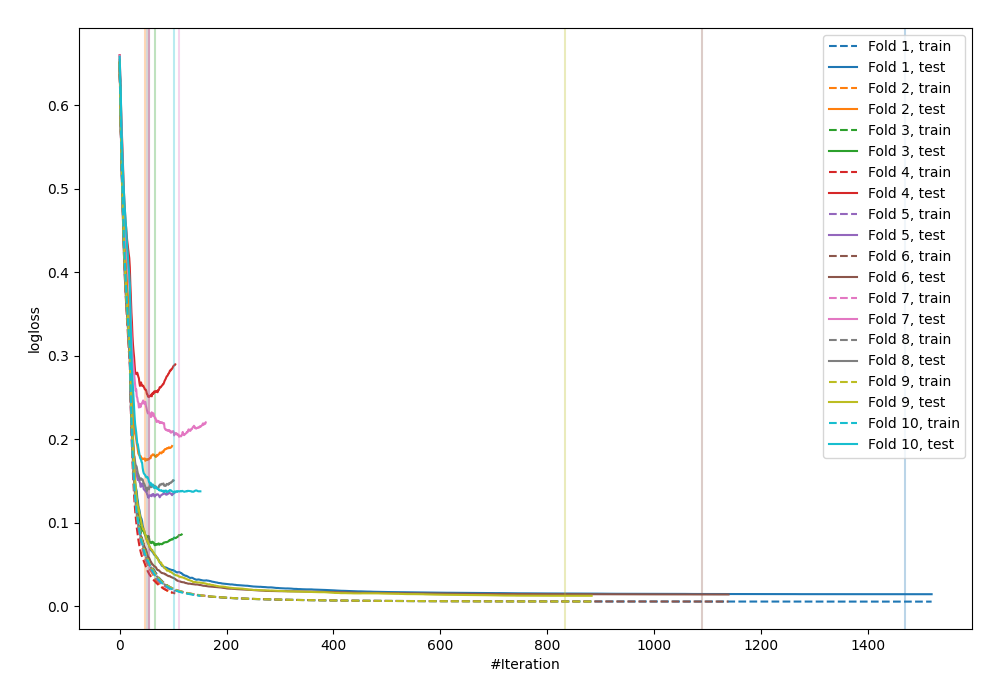 0.6
0.5
0.4
0.3
0.2
0.1
0.0
logloss
0
200
400
600
800
1000
1200
1400
#Iteration
Fold 1, train
Fold 1, test
Fold 2, train
Fold 2, test
Fold 3, train
Fold 3, test
Fold 4, train
Fold 4, test
Fold 5, train
Fold 5, test
Fold 6, train
Fold 6, test
Fold 7, train
Fold 7, test
Fold 8, train
Fold 8, test
Fold 9, train
Fold 9, test
Fold 10, train
Fold 10, test